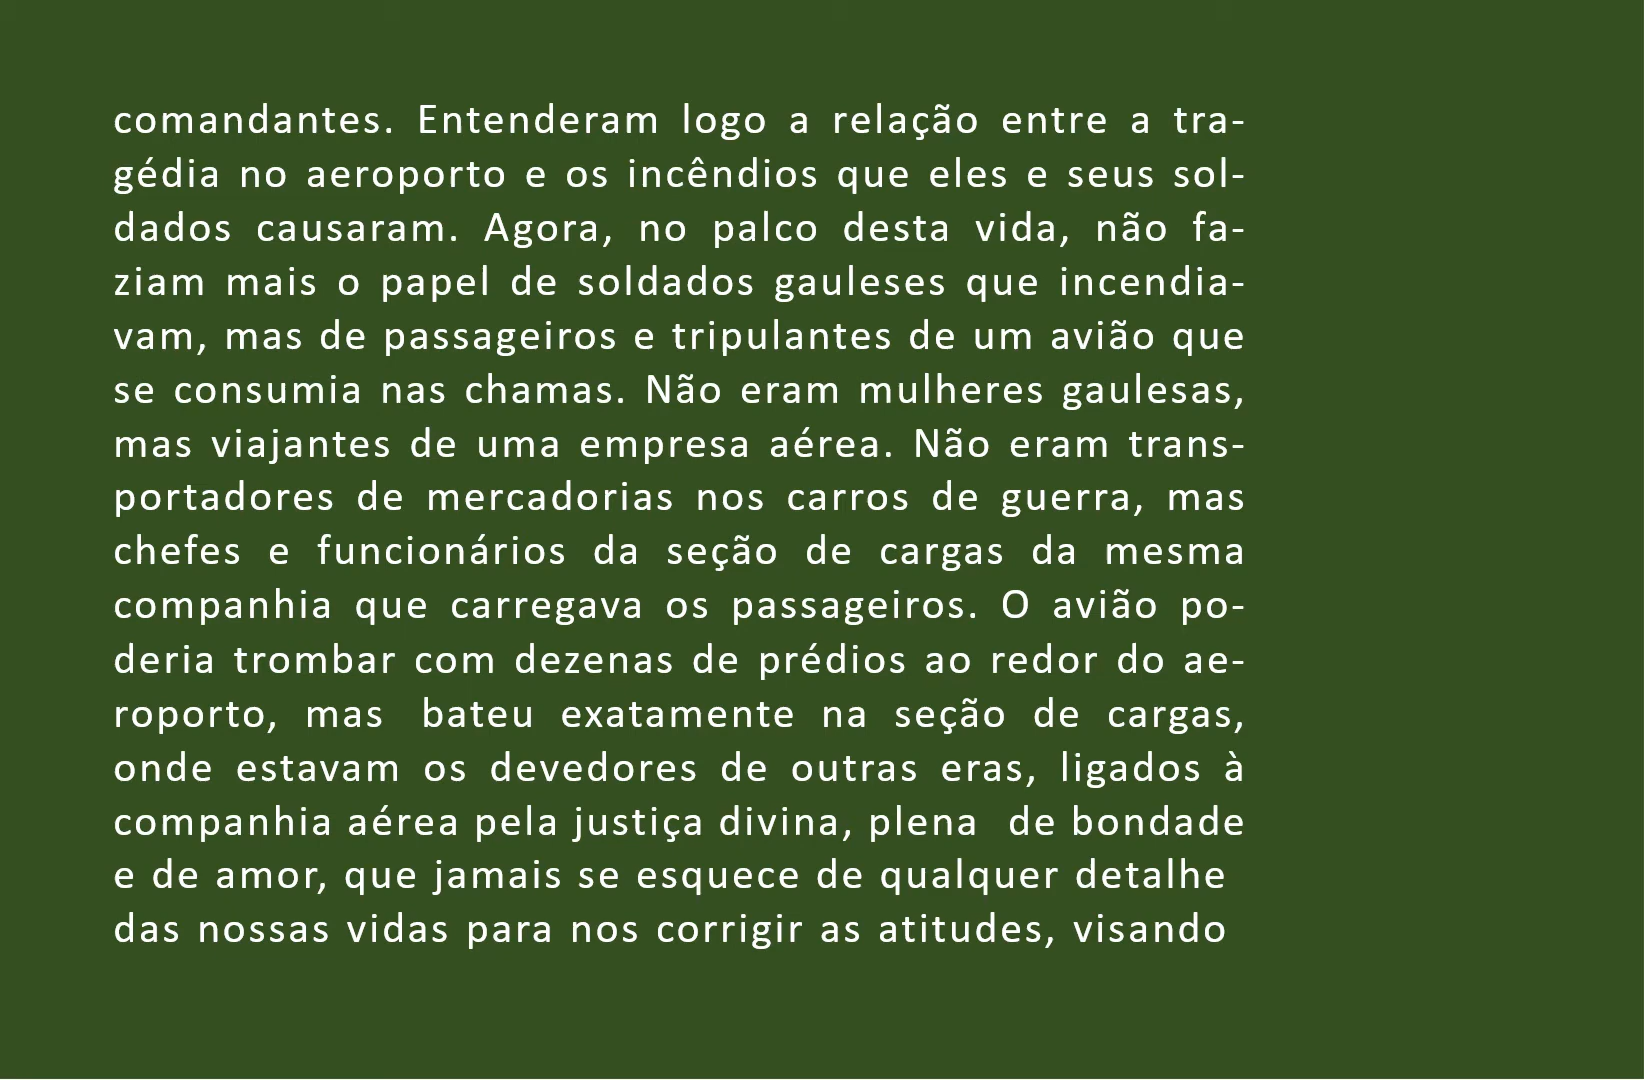 comandantes. Entenderam logo a relação entre a tra-
gédia no aeroporto e os incêndios que eles e seus sol-
dados causaram. Agora, no palco desta vida, não fa-
ziam mais o papel de soldados gauleses que incendia-
vam, mas de passageiros e tripulantes de um avião que
se consumia nas chamas. Não eram mulheres gaulesas,
mas viajantes de uma empresa aérea. Não eram trans-
portadores de mercadorias nos carros de guerra, mas
chefes e funcionários da seção de cargas da mesma
companhia que carregava os passageiros. O avião po-
deria trombar com dezenas de prédios ao redor do ae-
roporto, mas bateu exatamente na seção de cargas,
onde estavam os devedores de outras eras, ligados à
companhia aérea pela justiça divina, plena de bondade
e de amor, que jamais se esquece de qualquer detalhe
das nossas vidas para nos corrigir as atitudes, visando